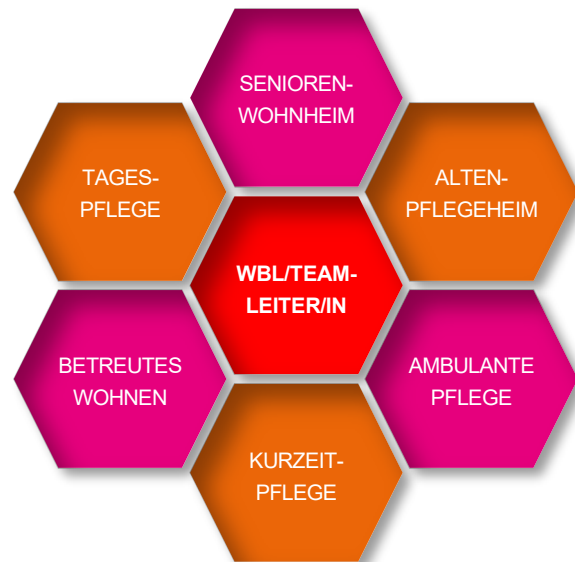 SENIOREN-
WOHNHEIM
TAGES-
PFLEGE
ALTEN-
PFLEGEHEIM
WBL/TEAM-
LEITER/IN
BETREUTES
WOHNEN
AMBULANTE
PFLEGE
KURZEIT-
PFLEGE